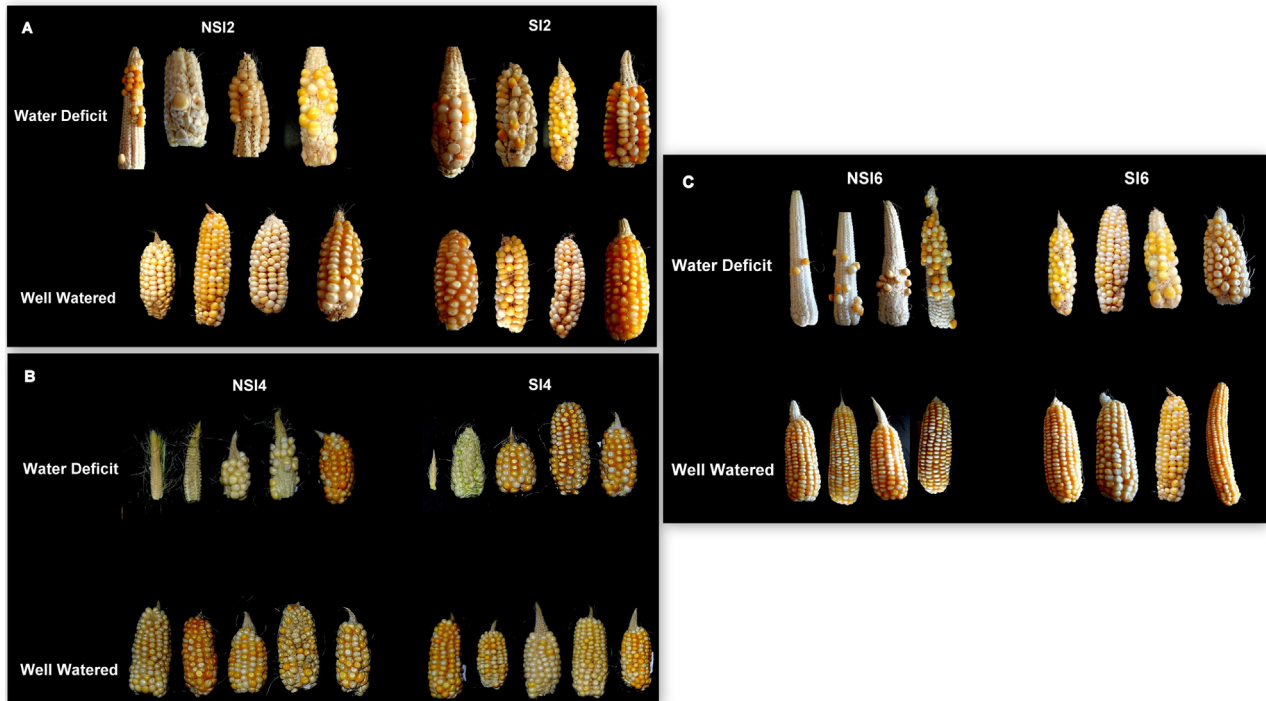 A
NSI2
SI2
Water Deficit
Well Watered
B
NSI4
SI4
Water Deficit
Well Watered
C
NSI6
SI6
Water Deficit
Well Watered